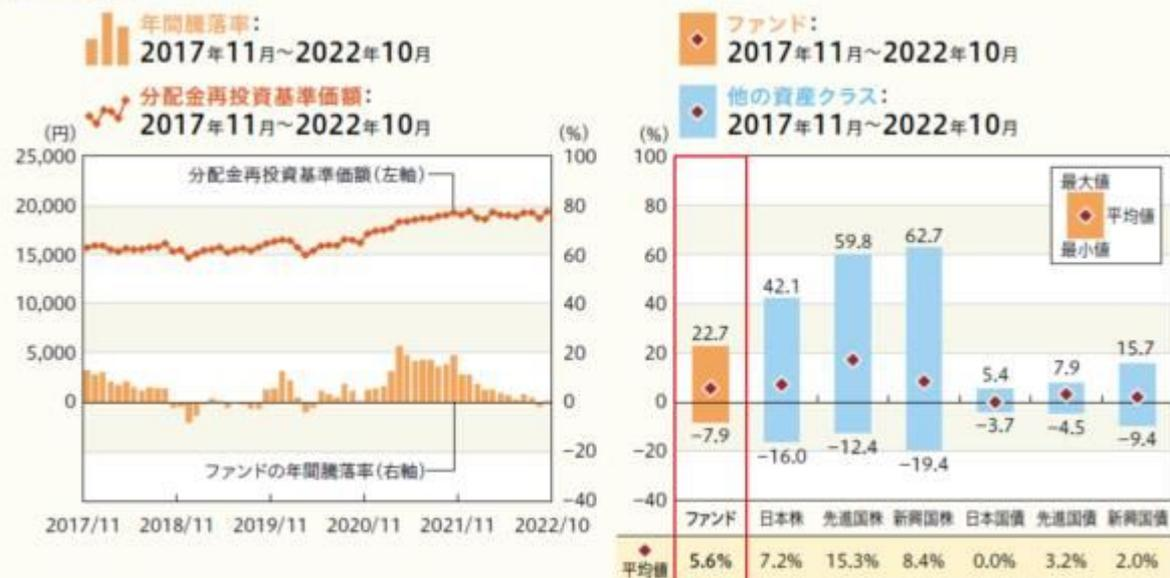 年間騰落率：
2017年11月～2022年10月
分配金再投資基準価額：
2017年11月～2022年10月
(円)
(%)
25,000
20,000
15,000
10,000
5,000
0
100
80
60
40
20
0
−20
−40
分配金再投資基準価額(左軸)
ファンドの年間騰落率(右軸)
2017/11 2018/11 2019/11 2020/11 2021/11 2022/10
ファンド：
2017年11月～2022年10月
他の資産クラス：
2017年11月～2022年10月
(%)
100
80
60
40
20
0
−20
−40
最大値
平均値
最小値
22.7 42.1 59.8 62.7 5.4 7.9 15.7
−7.9 −16.0 −12.4 −19.4 −3.7 −4.5 −9.4
ファンド 日本株 先進国株 新興国株 日本国債 先進国債 新興国債
平均値 5.6% 7.2% 15.3% 8.4% 0.0% 3.2% 2.0%